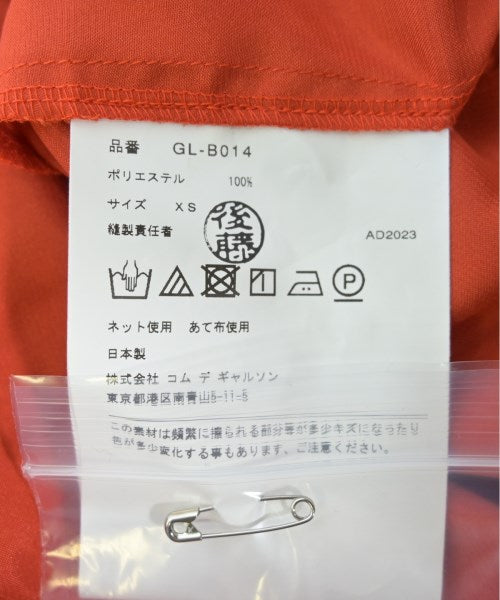 品番 GL-B014
ポリエステル 100%
サイズ XS
縫製責任者 後藤
AD2023
P
ネット使用 あて布使用
日本製
株式会社 コム デ ギャルソン
東京都港区南青山5-11-5
この素材は頻繁に擦られる部分等が多少キズになったり
色が多少変化する事もあります、ご注意ください。